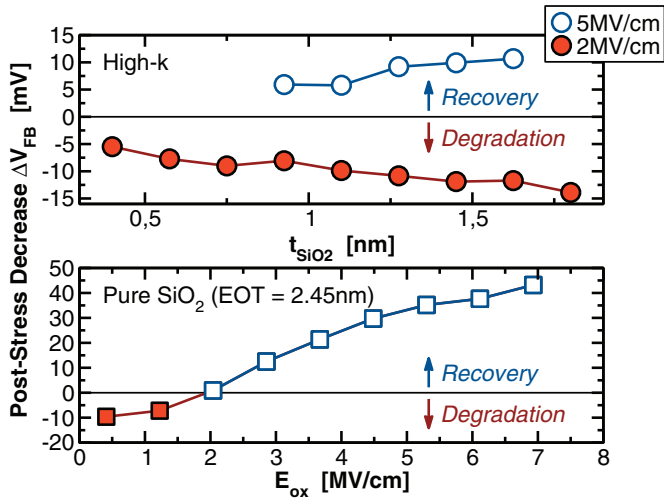 5MV/cm
2MV/cm
Post-Stress Decrease ΔV_FB [mV]
High-k
15
10
5
0
-5
-10
-15
Recovery
Degradation
0,5 1 1,5
t_SiO2 [nm]
Pure SiO2 (EOT = 2.45nm)
50
40
30
20
10
0
-10
-20
Recovery
Degradation
0 1 2 3 4 5 6 7 8
E_ox [MV/cm]